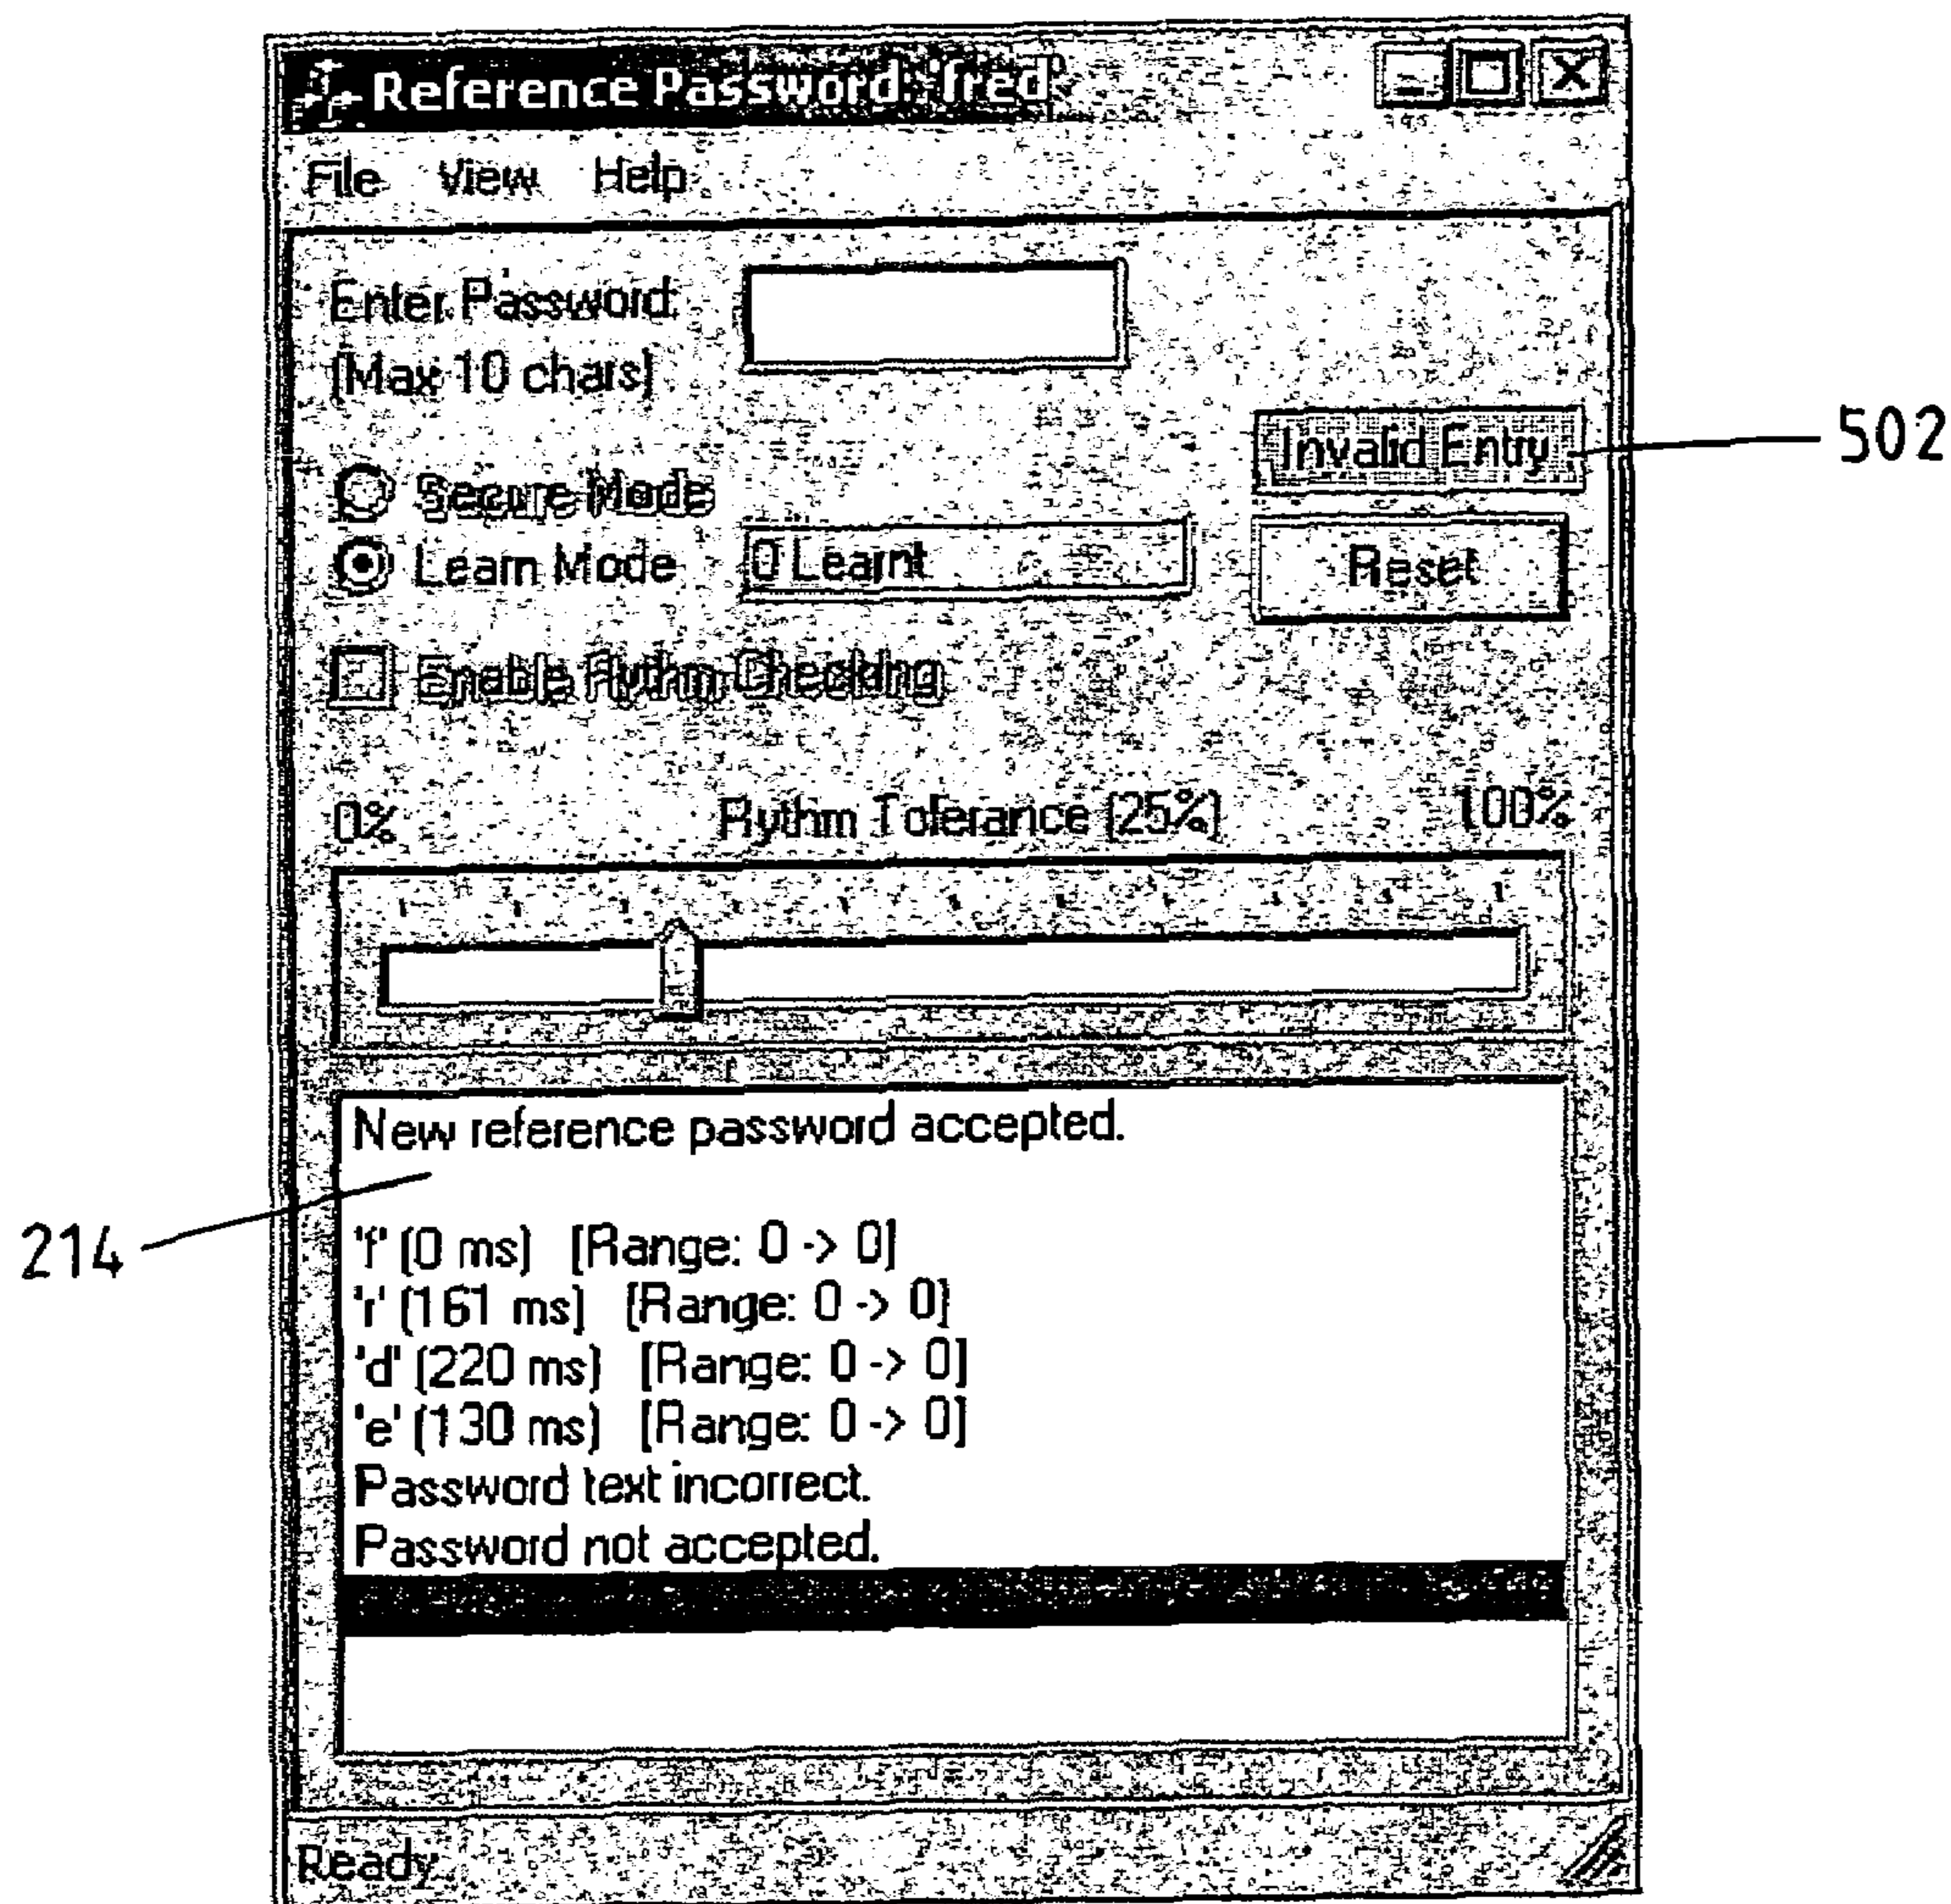 Reference Password: 'fred'
File View Help
Enter Password:
(Max 10 chars)
Invalid Entry
502
Secure Mode
Learn Mode 0 Learnt Reset
Enable Rythm Checking
0% Rythm Tolerance (25%) 100%
New reference password accepted.
214
'f' (0 ms) [Range: 0 -> 0]
'r' (161 ms) [Range: 0 -> 0]
'd' (220 ms) [Range: 0 -> 0]
'e' (130 ms) [Range: 0 -> 0]
Password text incorrect.
Password not accepted.
Ready